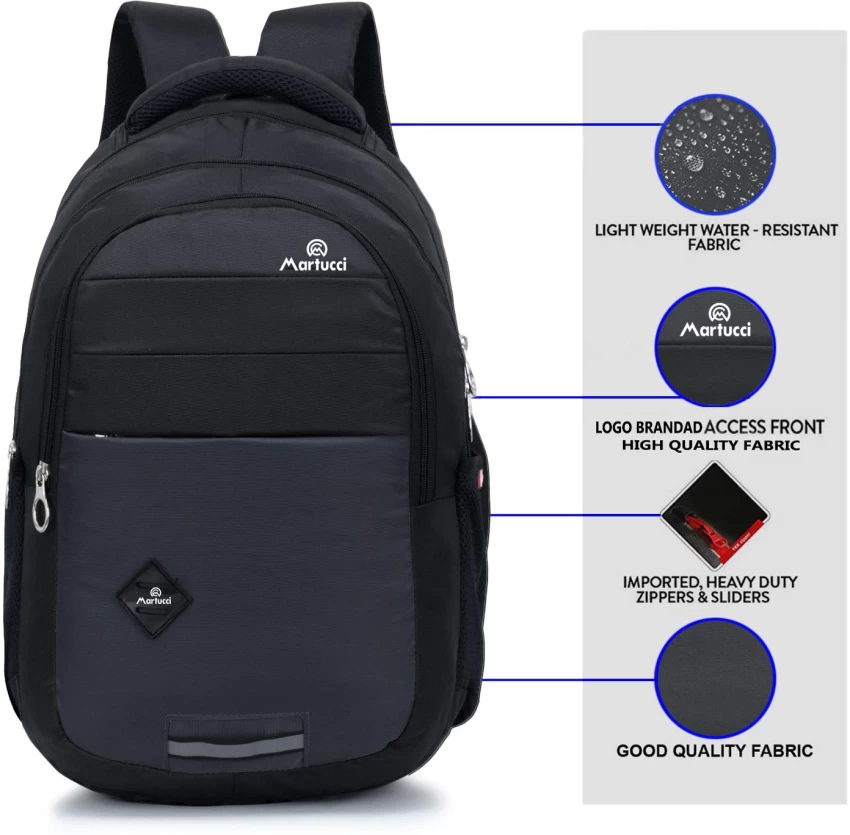 Martucci
Martucci
LIGHT WEIGHT WATER - RESISTANT
FABRIC
Martucci
LOGO BRANDAD ACCESS FRONT
HIGH QUALITY FABRIC
IMPORTED, HEAVY DUTY
ZIPPERS & SLIDERS
GOOD QUALITY FABRIC